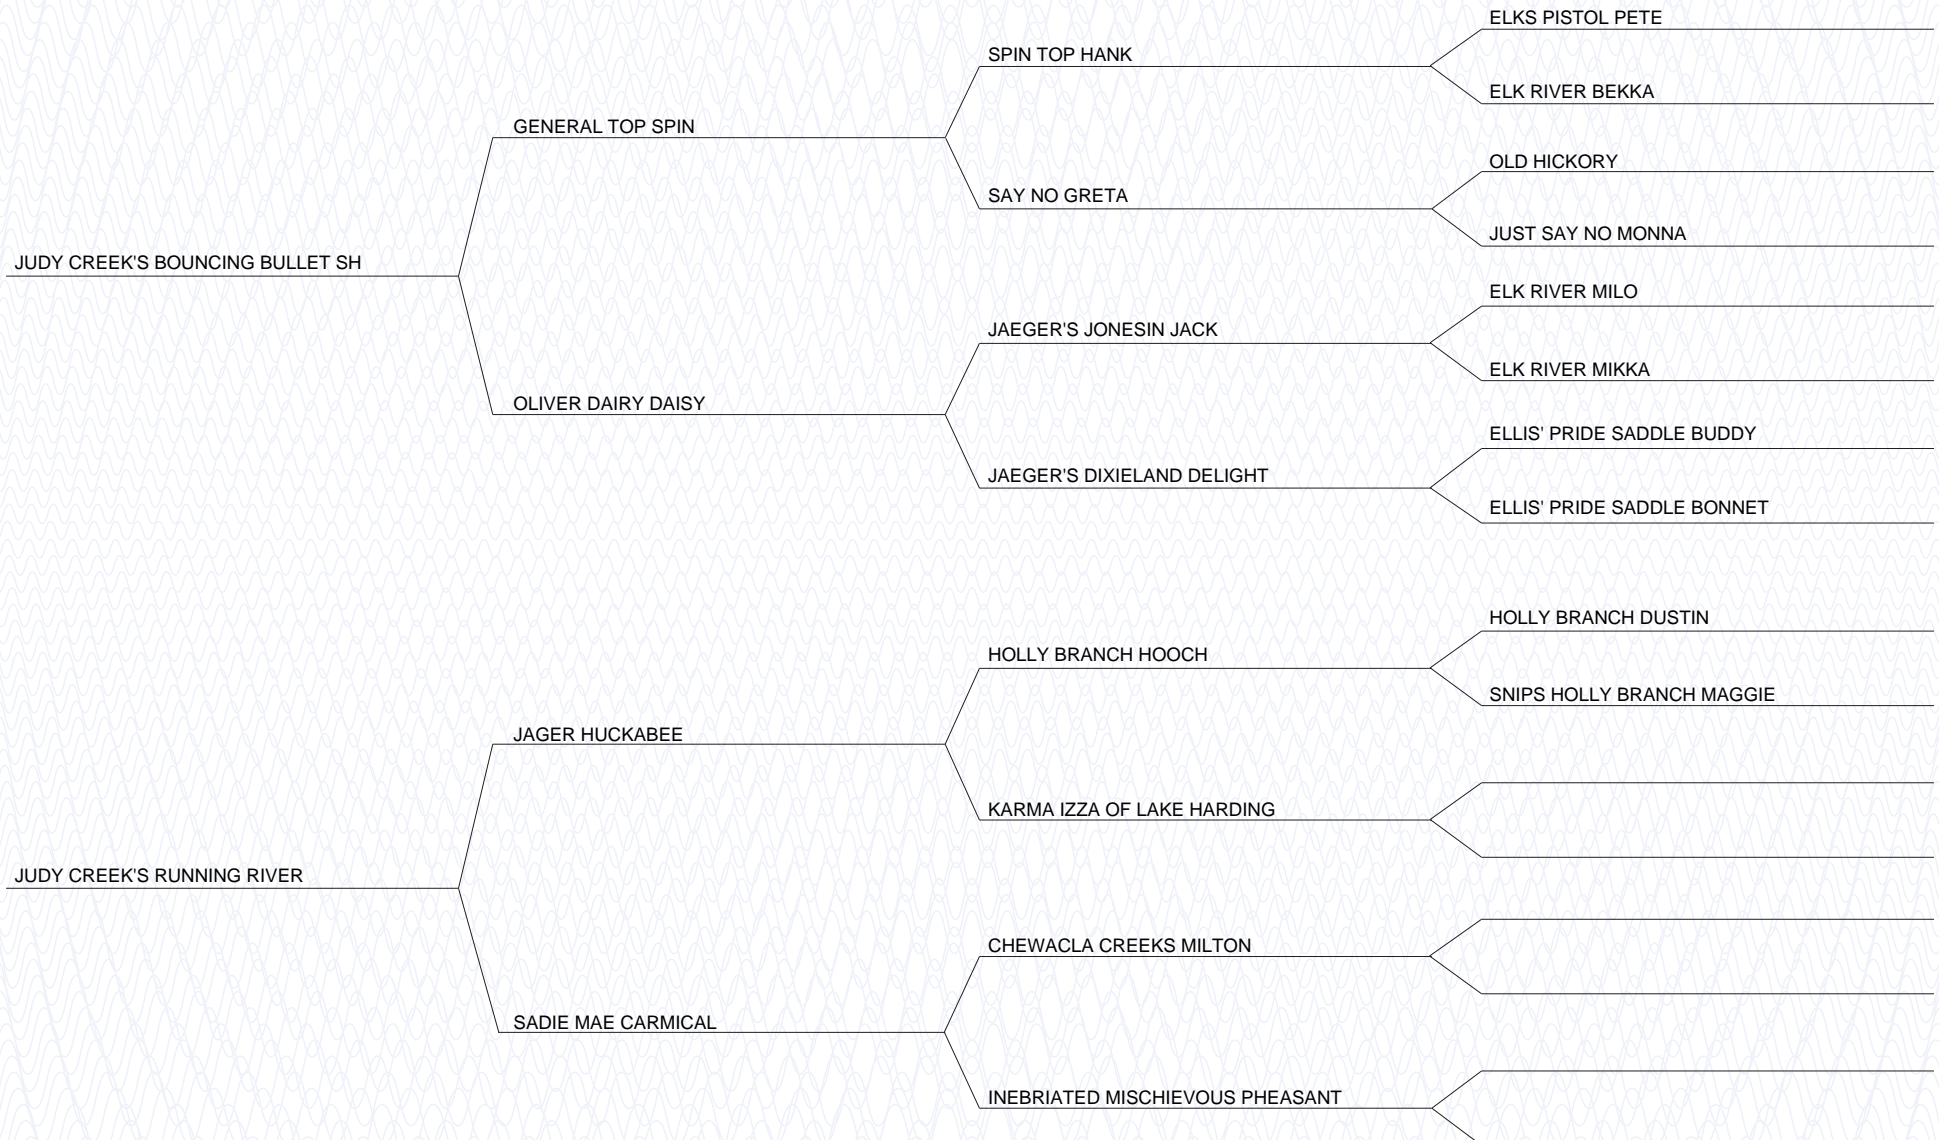 ELKS PISTOL PETE
SPIN TOP HANK
ELK RIVER BEKKA
GENERAL TOP SPIN
OLD HICKORY
SAY NO GRETA
JUST SAY NO MONNA
JUDY CREEK'S BOUNCING BULLET SH
ELK RIVER MILO
JAEGER'S JONESIN JACK
ELK RIVER MIKKA
OLIVER DAIRY DAISY
ELLIS' PRIDE SADDLE BUDDY
JAEGER'S DIXIELAND DELIGHT
ELLIS' PRIDE SADDLE BONNET
HOLLY BRANCH DUSTIN
HOLLY BRANCH HOOCH
SNIPS HOLLY BRANCH MAGGIE
JAGER HUCKABEE
KARMA IZZA OF LAKE HARDING
JUDY CREEK'S RUNNING RIVER
CHEWACLA CREEKS MILTON
SADIE MAE CARMICAL
INEBRIATED MISCHIEVOUS PHEASANT